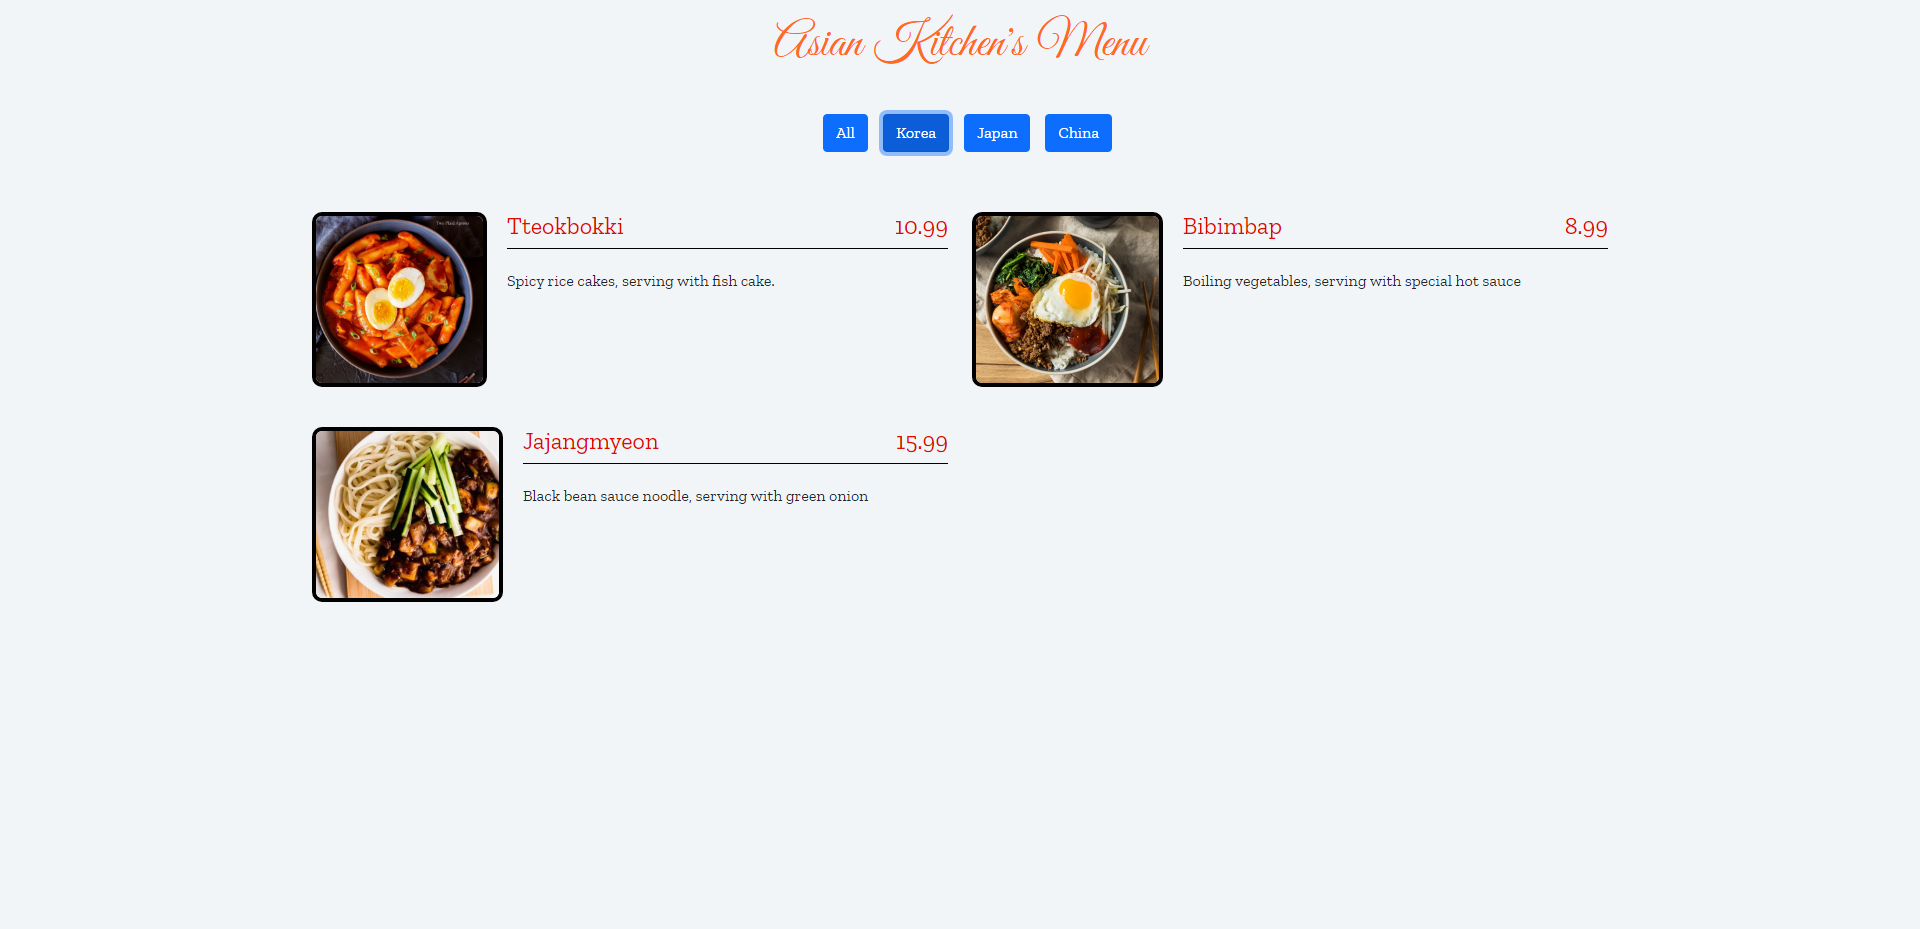 Asian Kitchen's Menu
All Korea Japan China
Tteokbokki 10.99
Spicy rice cakes, serving with fish cake.
Bibimbap 8.99
Boiling vegetables, serving with special hot sauce
Jajangmyeon 15.99
Black bean sauce noodle, serving with green onion